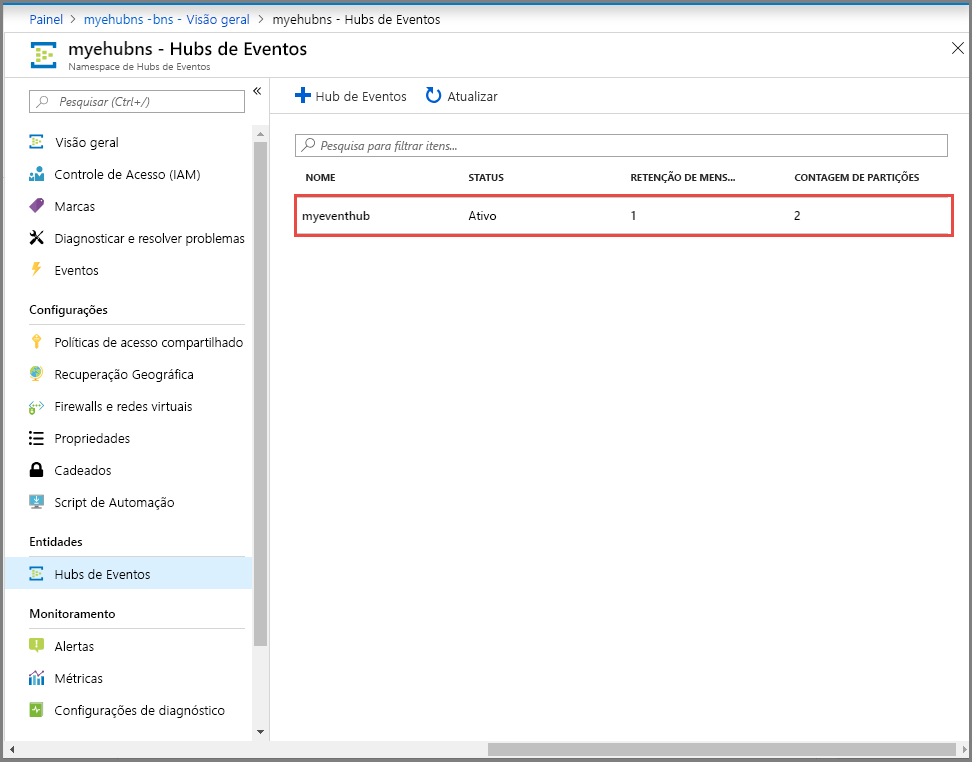 Painel > myehubns -bns - Visão geral > myehubns - Hubs de Eventos
myehubns - Hubs de Eventos
Namespace de Hubs de Eventos
Pesquisar (Ctrl+/)
Visão geral
Controle de Acesso (IAM)
Marcas
Diagnosticar e resolver problemas
Eventos
Configurações
Políticas de acesso compartilhado
Recuperação Geográfica
Firewalls e redes virtuais
Propriedades
Cadeados
Script de Automação
Entidades
Hubs de Eventos
Monitoramento
Alertas
Métricas
Configurações de diagnóstico
Hub de Eventos Atualizar
Pesquisa para filtrar itens...
NOME STATUS RETENÇÃO DE MENS... CONTAGEM DE PARTIÇÕES
myeventhub Ativo 1 2